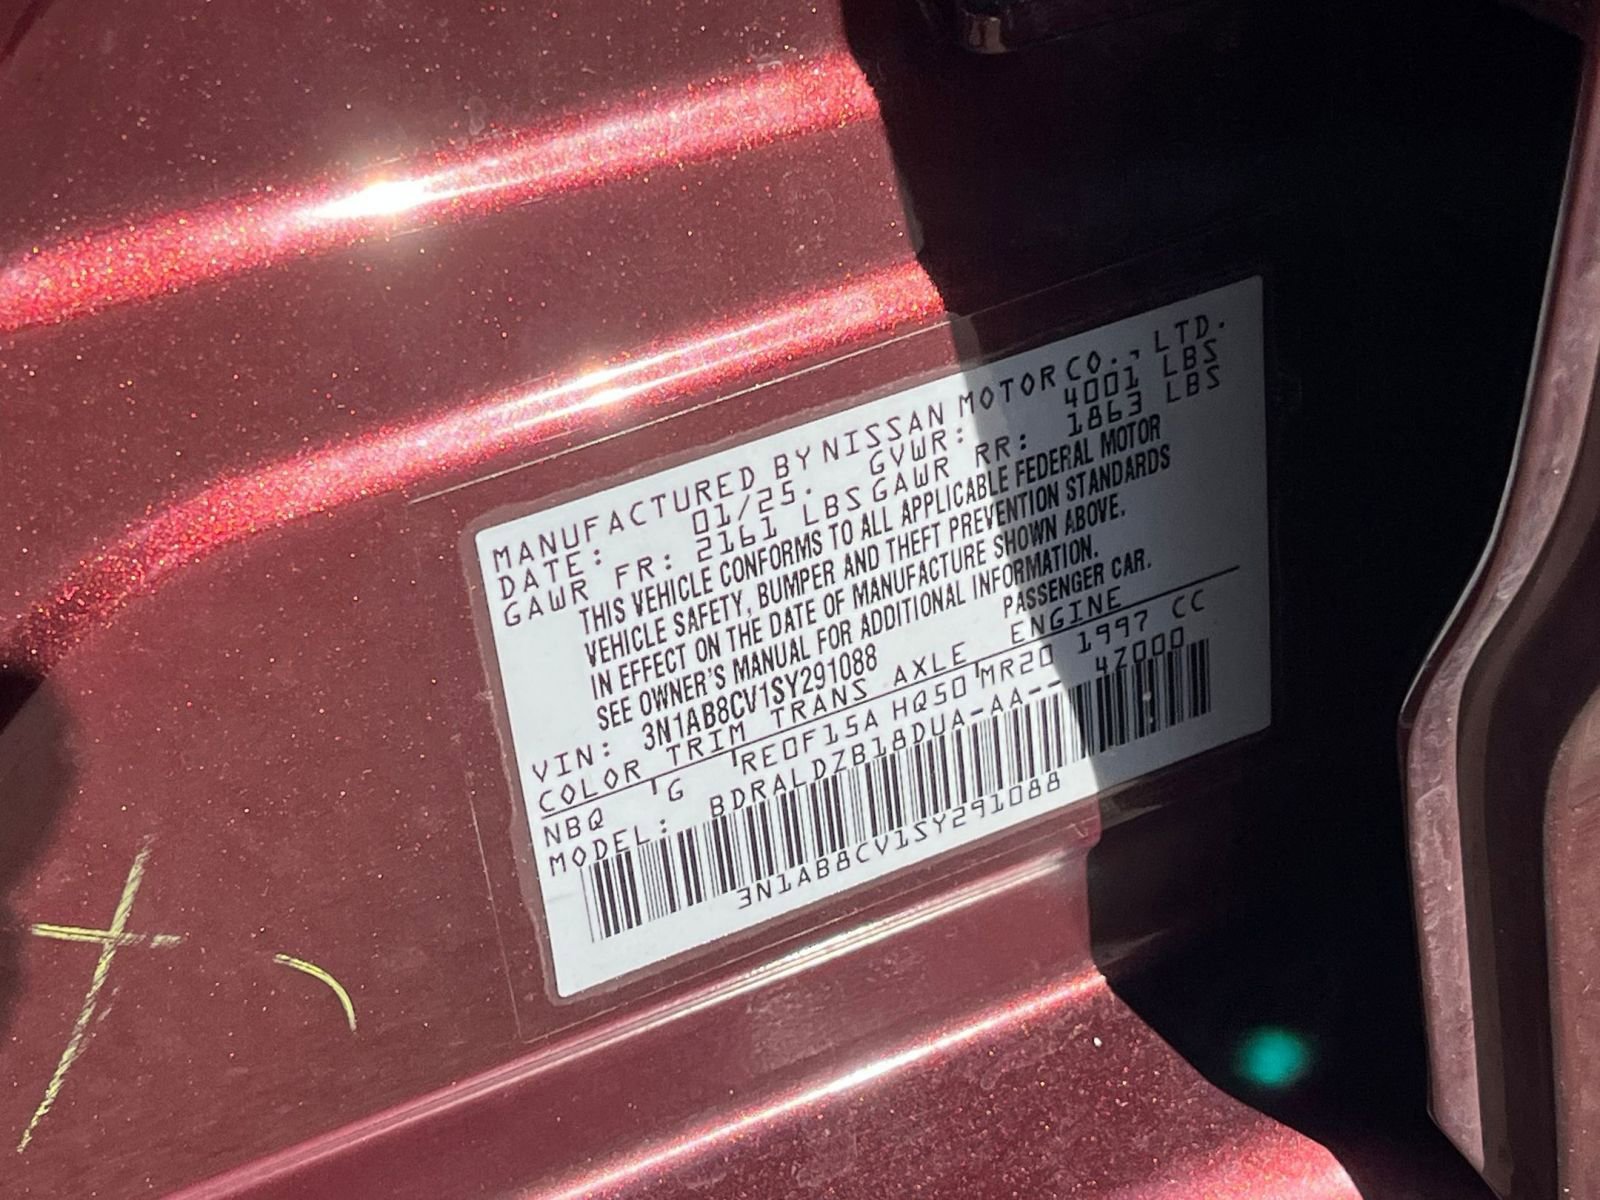 MANUFACTURED BY NISSAN MOTOR CO., LTD.
DATE: 01/25. GVWR: 4001 LBS
GAWR FR: 2161 LBS GAWR RR: 1863 LBS
THIS VEHICLE CONFORMS TO ALL APPLICABLE FEDERAL MOTOR
VEHICLE SAFETY, BUMPER AND THEFT PREVENTION STANDARDS
IN EFFECT ON THE DATE OF MANUFACTURE SHOWN ABOVE.
SEE OWNER'S MANUAL FOR ADDITIONAL INFORMATION.
VIN: 3N1AB8CV1SY291088 PASSENGER CAR.
COLOR TRIM TRANS AXLE ENGINE
NBQ G RE0F15A HQ50 MR20 1997 CC
MODEL: BDRALDZB18DUA-AA-- 4Z000
3N1AB8CV1SY291088